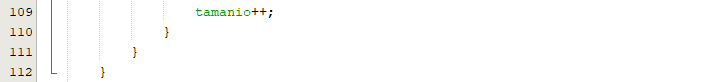 109 tamanio++;
110 }
111 }
112 }